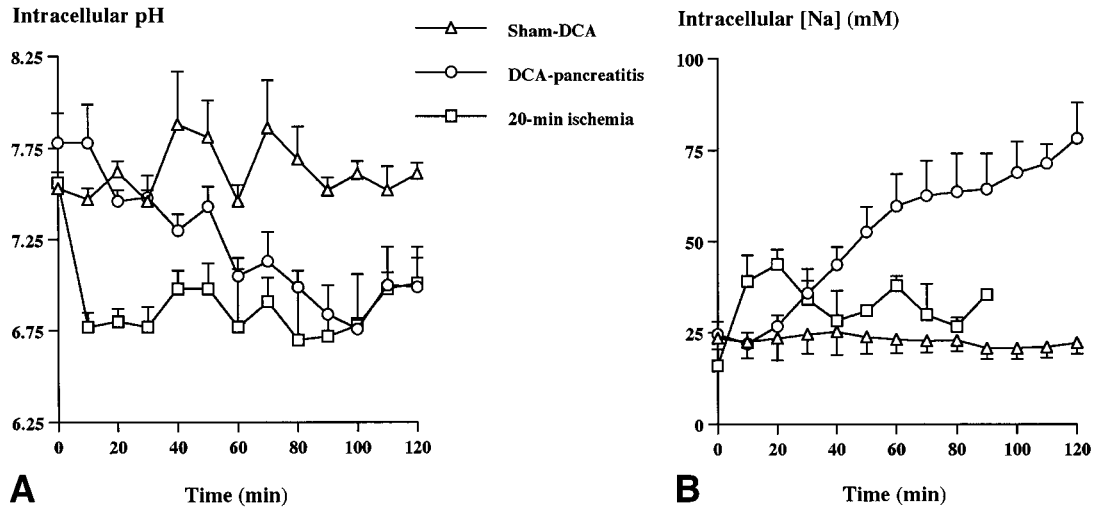 Intracellular pH
8.25
7.75
7.25
6.75
6.25
0 20 40 60 80 100 120
Time (min)
A
Sham-DCA
DCA-pancreatitis
20-min ischemia
Intracellular [Na] (mM)
100
75
50
25
0
0 20 40 60 80 100 120
Time (min)
B